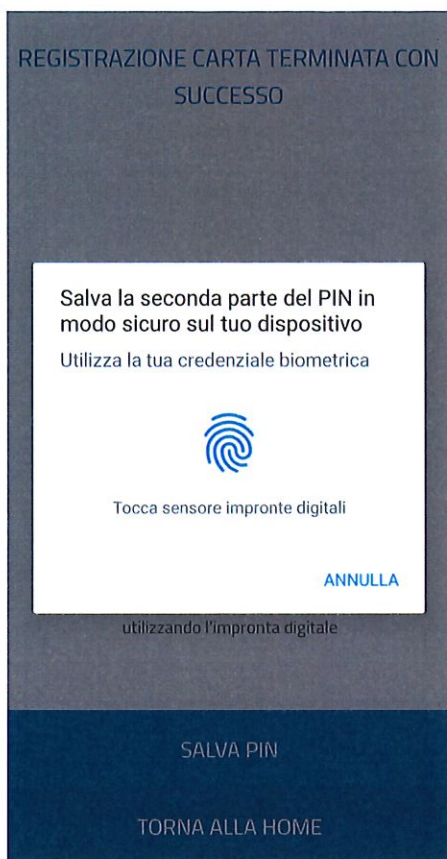 REGISTRAZIONE CARTA TERMINATA CON
SUCCESSO
Salva la seconda parte del PIN in
modo sicuro sul tuo dispositivo
Utilizza la tua credenziale biometrica
Tocca sensore impronte digitali
ANNULLA
utilizzando l'impronta digitale
SALVA PIN
TORNA ALLA HOME